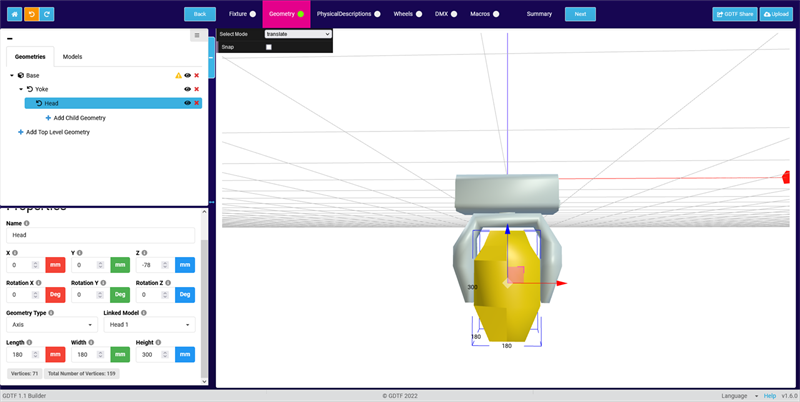 Back
Fixture
Geometry
PhysicalDescriptions
Wheels
DMX
Macros
Summary
Next
GDTF Share
Upload
Select Mode
translate
Snap
Geometries
Models
Base
Yoke
Head
Add Child Geometry
Add Top Level Geometry
Properties
Name
Head
X
Y
Z
0
mm
0
mm
-78
mm
Rotation X
Rotation Y
Rotation Z
0
Deg
0
Deg
0
Deg
Geometry Type
Linked Model
Axis
Head 1
Length
Width
Height
180
mm
180
mm
300
mm
Vertices: 71
Total Number of Vertices: 159
300
180
180
GDTF 1.1 Builder
© GDTF 2022
Language
Help
v1.6.0